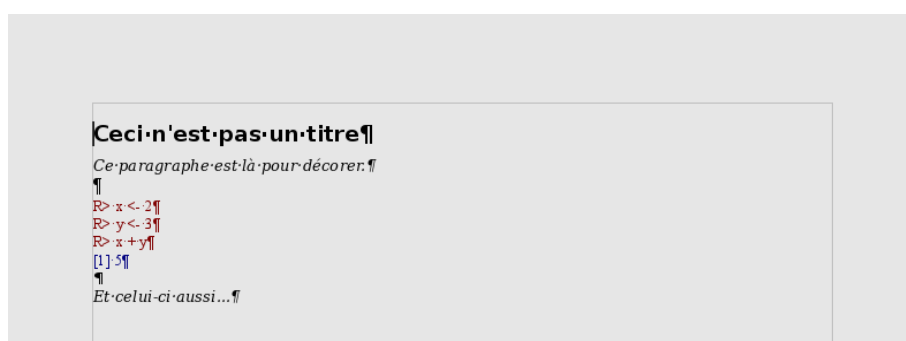 Ceci·n'est·pas·un·titre¶
Ce·paragraphe·est·là·pour·décorer.¶
¶
R>·x·<-·2¶
R>·y·<-·3¶
R>·x·+·y¶
[1]·5¶
¶
Et·celui-ci·aussi...¶